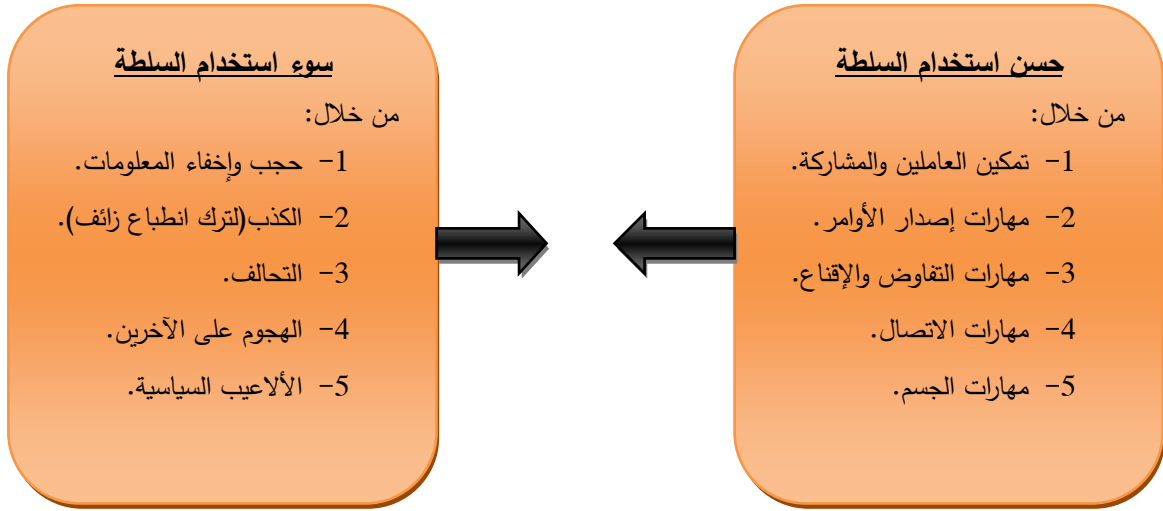 حسن استخدام السلطة
من خلال:
1- تمكين العاملين والمشاركة.
2- مهارات إصدار الأوامر.
3- مهارات التفاوض والإقناع.
4- مهارات الاتصال.
5- مهارات الجسم.
سوء استخدام السلطة
من خلال:
1- حجب وإخفاء المعلومات.
2- الكذب(لترك انطباع زائف).
3- التحالف.
4- الهجوم على الآخرين.
5- الألاعيب السياسية.